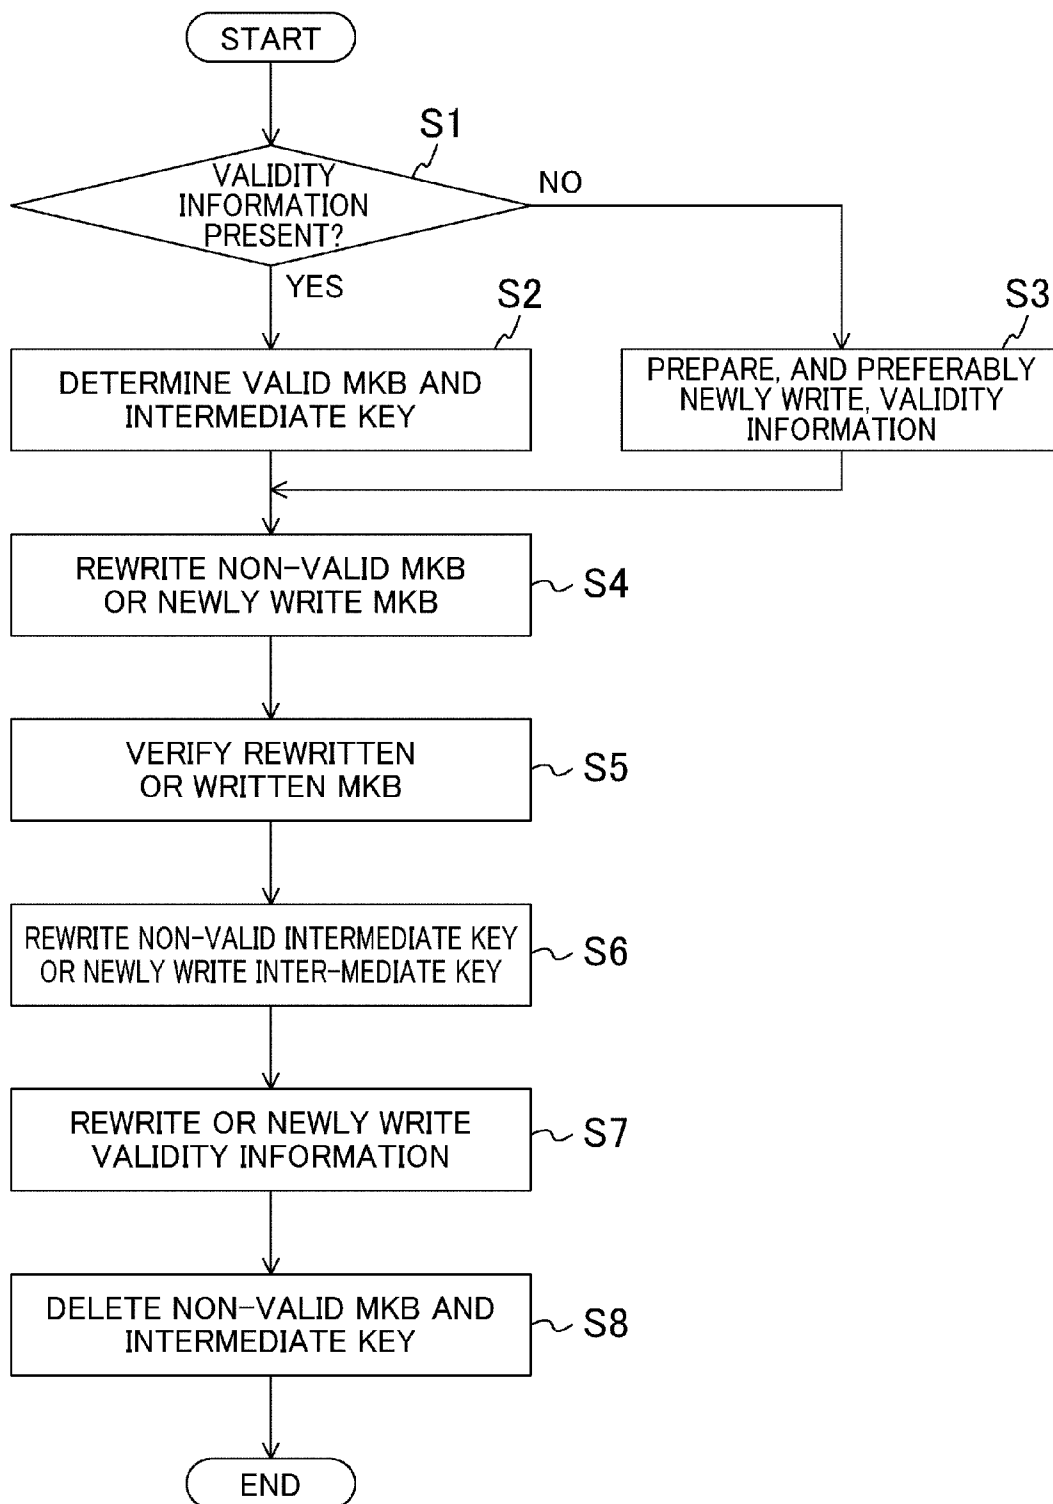 START
S1
VALIDITY
INFORMATION
PRESENT?
NO
YES
S2
S3
DETERMINE VALID MKB AND
INTERMEDIATE KEY
PREPARE, AND PREFERABLY
NEWLY WRITE, VALIDITY
INFORMATION
REWRITE NON-VALID MKB
OR NEWLY WRITE MKB
S4
VERIFY REWRITTEN
OR WRITTEN MKB
S5
REWRITE NON-VALID INTERMEDIATE KEY
OR NEWLY WRITE INTER-MEDIATE KEY
S6
REWRITE OR NEWLY WRITE
VALIDITY INFORMATION
S7
DELETE NON-VALID MKB AND
INTERMEDIATE KEY
S8
END